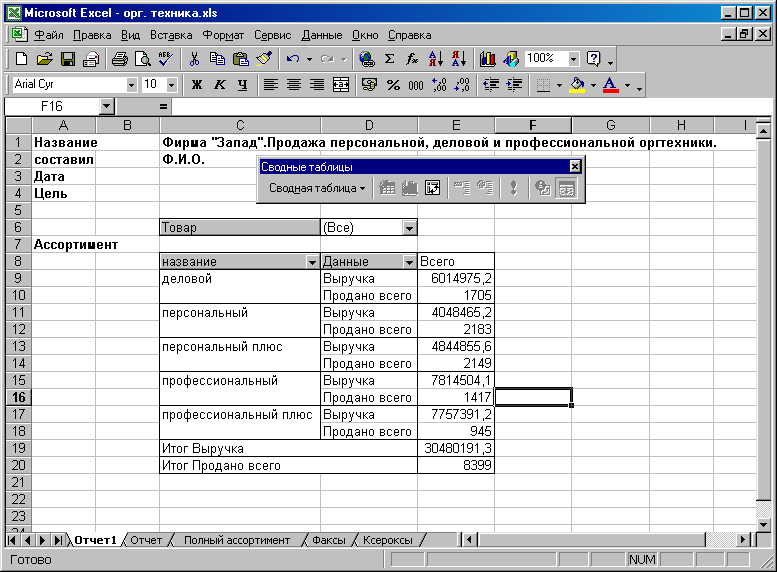 Microsoft Excel - орг. техника.xls
Файл Правка Вид Вставка Формат Сервис Данные Окно Справка
100%
Arial Cyr 10 Ж К Ч % 000
F16 =
A B C D E F G H I
1 Название Фирма "Запад".Продажа персональной, деловой и профессиональной оргтехники.
2 составил Ф.И.О.
Сводные таблицы
3 Дата
Сводная таблица
4 Цель
5
6 Товар (Все)
7 Ассортимент
8 название Данные Всего
9 деловой Выручка 6014975,2
10 Продано всего 1705
11 персональный Выручка 4048465,2
12 Продано всего 2183
13 персональный плюс Выручка 4844855,6
14 Продано всего 2149
15 профессиональный Выручка 7814504,1
16 Продано всего 1417
17 профессиональный плюс Выручка 7757391,2
18 Продано всего 945
19 Итог Выручка 30480191,3
20 Итог Продано всего 8399
21
22
23
Отчет1 Отчет Полный ассортимент Факсы Ксероксы
Готово NUM